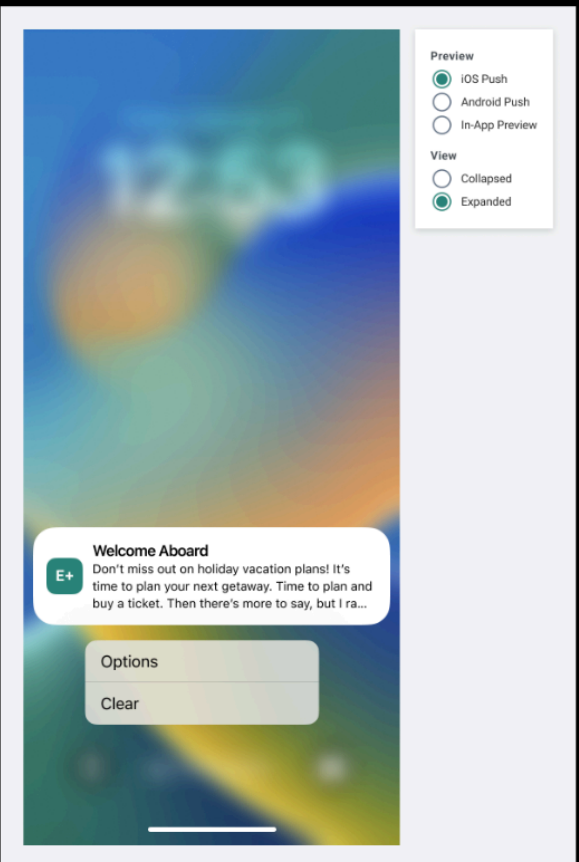 Preview
iOS Push
Android Push
In-App Preview
View
Collapsed
Expanded
12:53
E+
Welcome Aboard
Don't miss out on holiday vacation plans! It's
time to plan your next getaway. Time to plan and
buy a ticket. Then there's more to say, but I ra...
Options
Clear